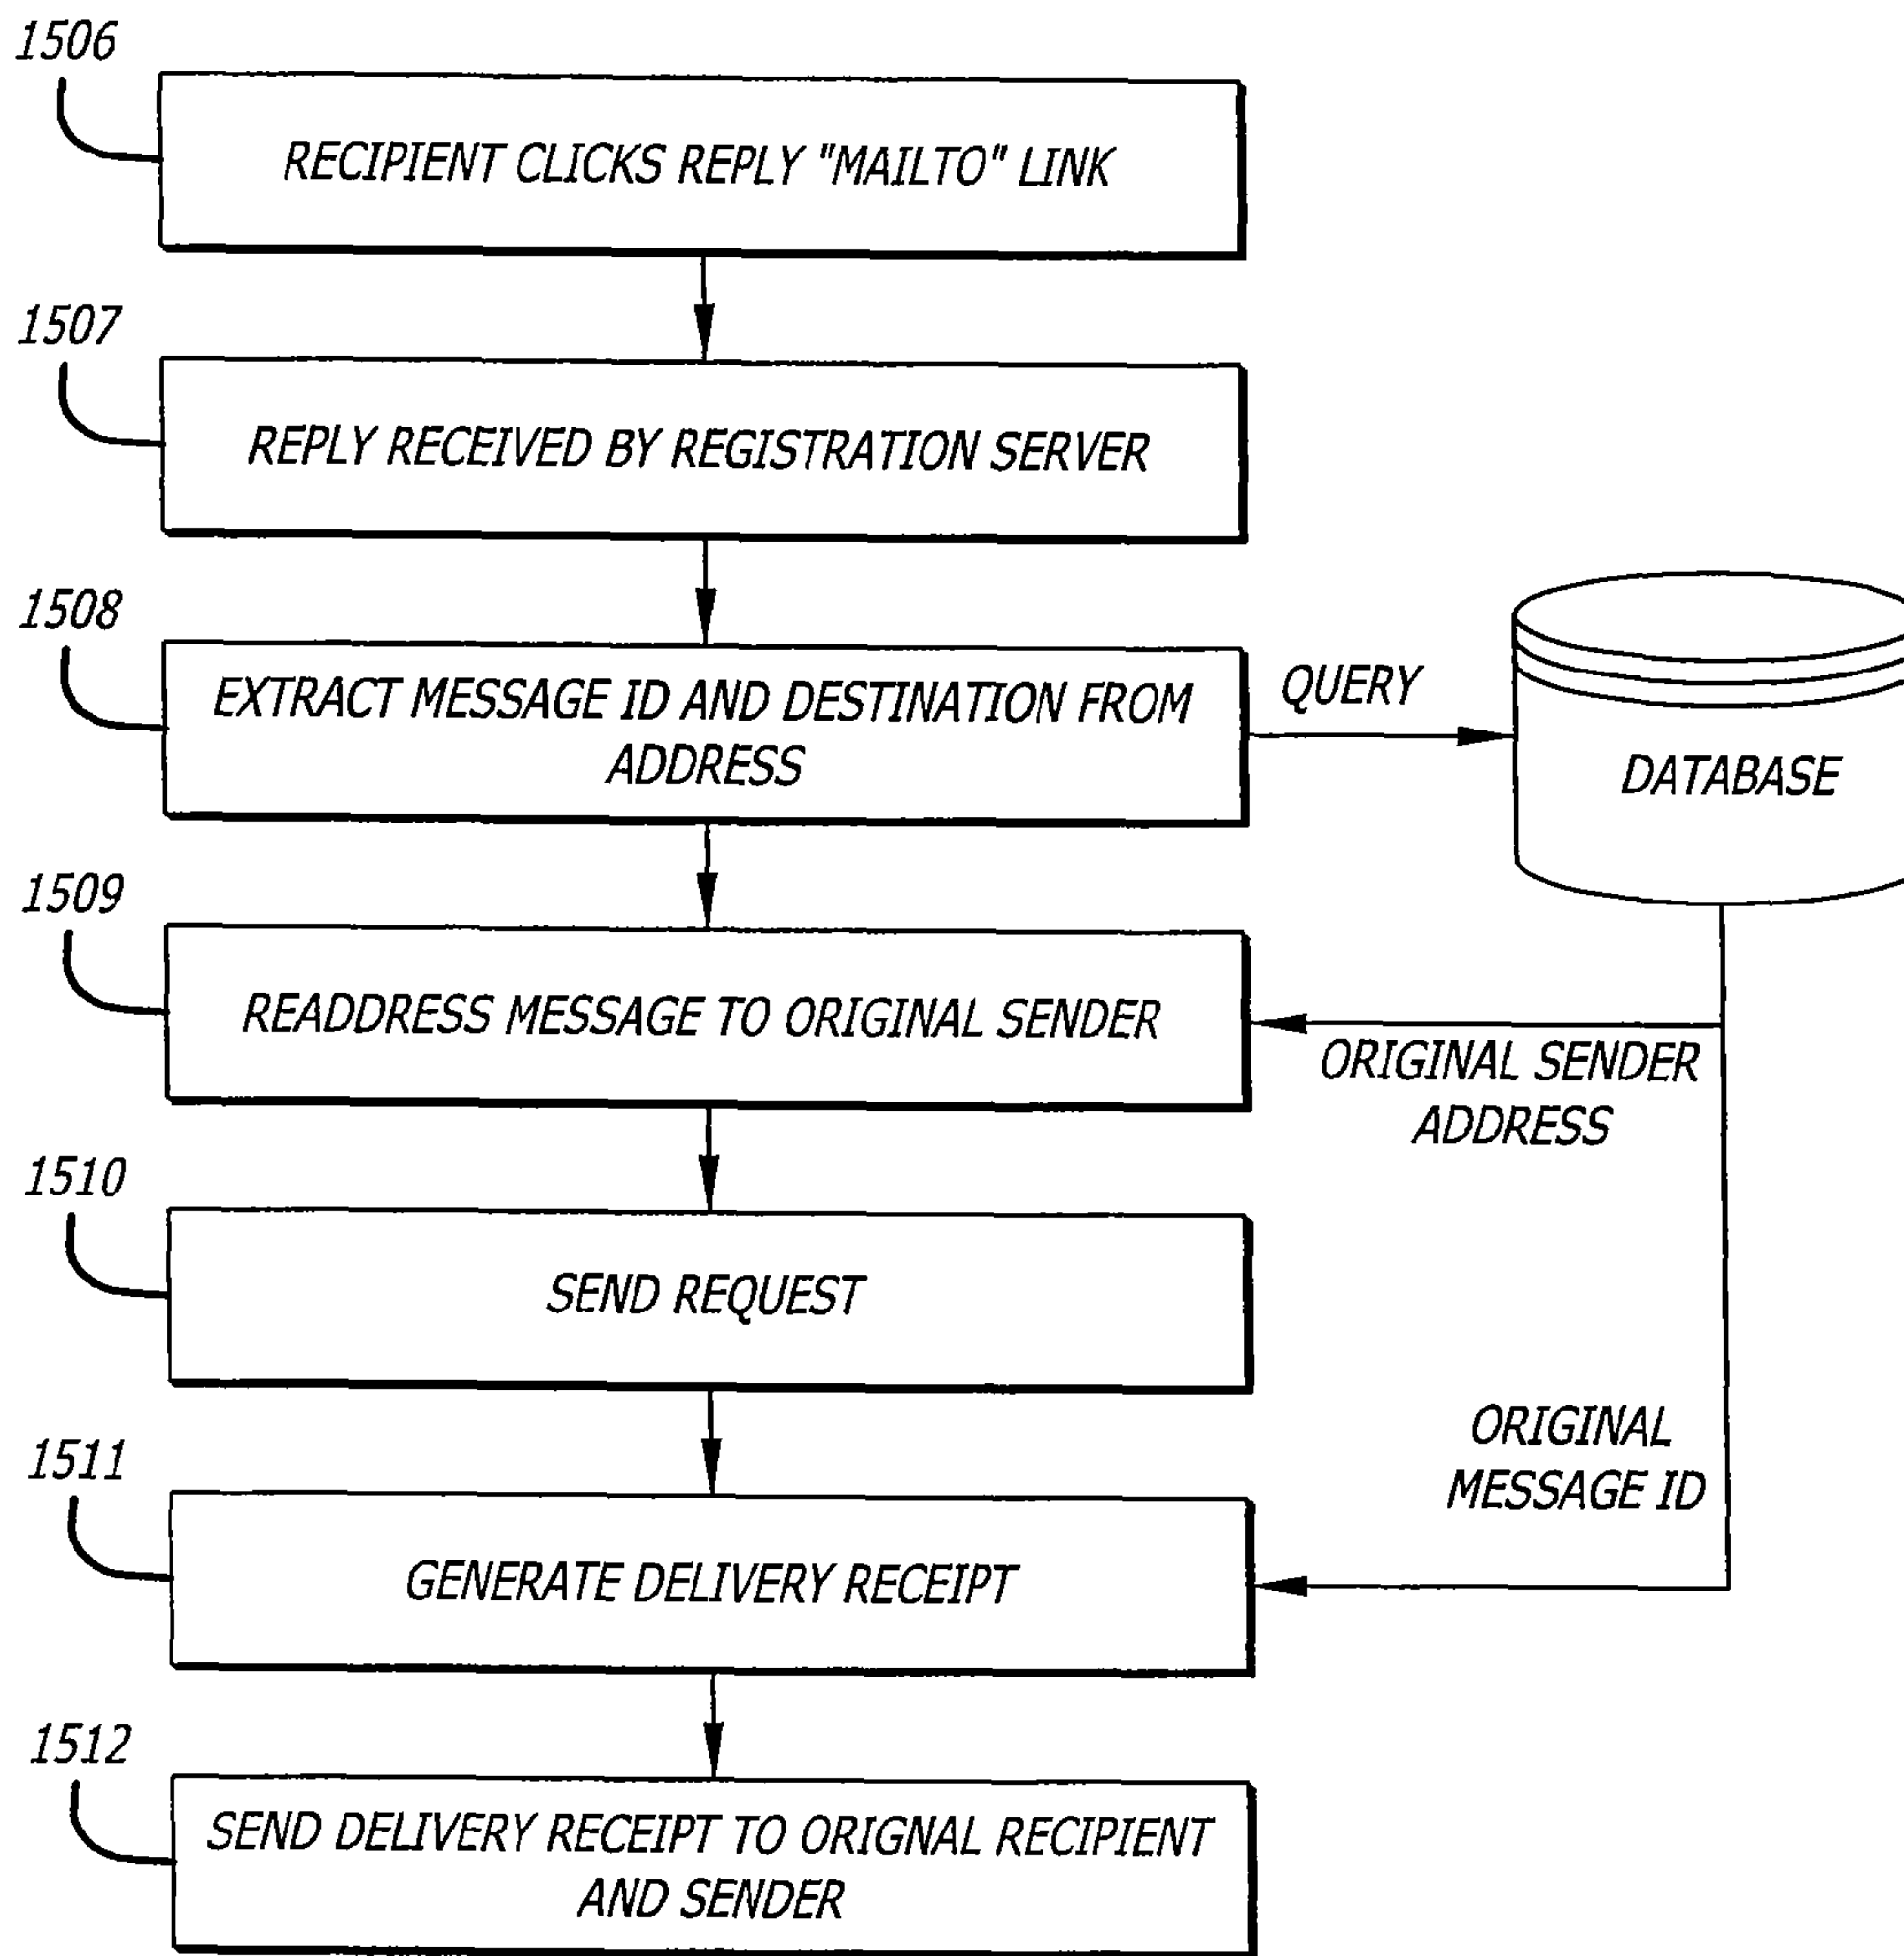 1506
RECIPIENT CLICKS REPLY "MAILTO" LINK
1507
REPLY RECEIVED BY REGISTRATION SERVER
1508
EXTRACT MESSAGE ID AND DESTINATION FROM
ADDRESS
QUERY
DATABASE
1509
READDRESS MESSAGE TO ORIGINAL SENDER
ORIGINAL SENDER
ADDRESS
1510
SEND REQUEST
ORIGINAL
MESSAGE ID
1511
GENERATE DELIVERY RECEIPT
1512
SEND DELIVERY RECEIPT TO ORIGNAL RECIPIENT
AND SENDER